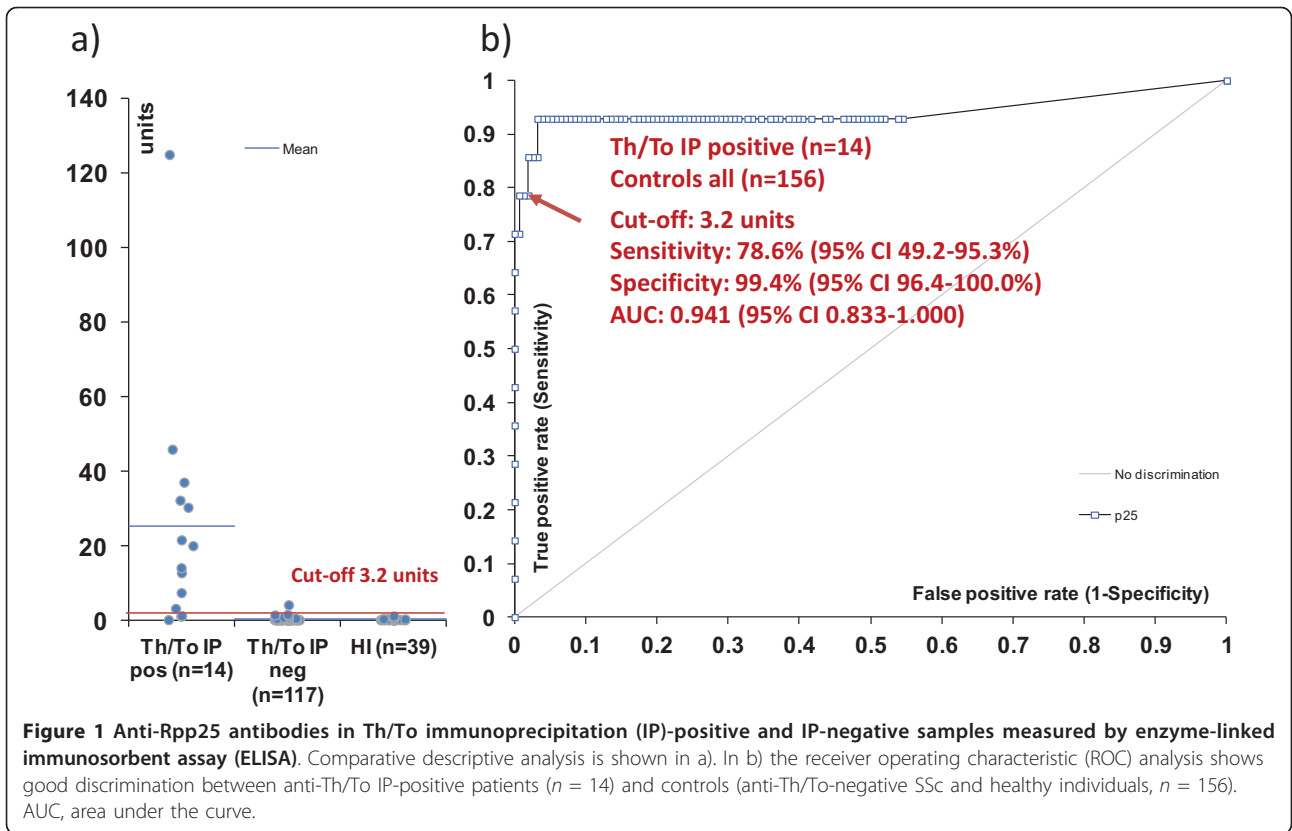 a)
units
140
120
100
80
60
40
20
0
Mean
Cut-off 3.2 units
Th/To IP
pos (n=14)
Th/To IP
neg
(n=117)
HI (n=39)
b)
1
0.9
0.8
0.7
0.6
0.5
0.4
0.3
0.2
0.1
0
True positive rate (Sensitivity)
Th/To IP positive (n=14)
Controls all (n=156)
Cut-off: 3.2 units
Sensitivity: 78.6% (95% CI 49.2-95.3%)
Specificity: 99.4% (95% CI 96.4-100.0%)
AUC: 0.941 (95% CI 0.833-1.000)
No discrimination
p25
False positive rate (1-Specificity)
0 0.1 0.2 0.3 0.4 0.5 0.6 0.7 0.8 0.9 1
Figure 1 Anti-Rpp25 antibodies in Th/To immunoprecipitation (IP)-positive and IP-negative samples measured by enzyme-linked
immunosorbent assay (ELISA). Comparative descriptive analysis is shown in a). In b) the receiver operating characteristic (ROC) analysis shows
good discrimination between anti-Th/To IP-positive patients (n = 14) and controls (anti-Th/To-negative SSc and healthy individuals, n = 156).
AUC, area under the curve.